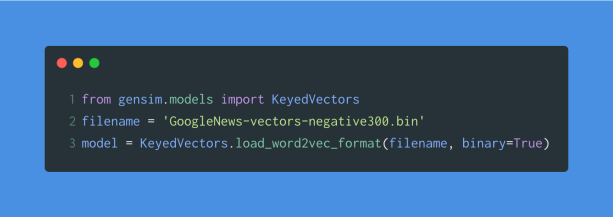 1 from gensim.models import KeyedVectors
2 filename = 'GoogleNews-vectors-negative300.bin'
3 model = KeyedVectors.load_word2vec_format(filename, binary=True)